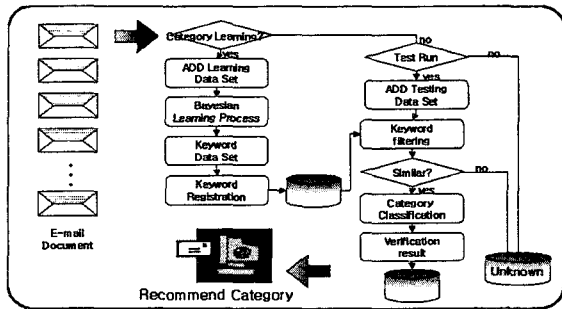 Category Learning?
no
yes
Test Run
no
ADD Learning
Data Set
yes
ADD Testing
Data Set
Bayesian
Learning Process
Keyword
filtering
Keyword
Data Set
Similar?
no
Keyword
Registration
yes
Category
Classification
E-mail
Document
Verification
result
Unknown
Recommend Category